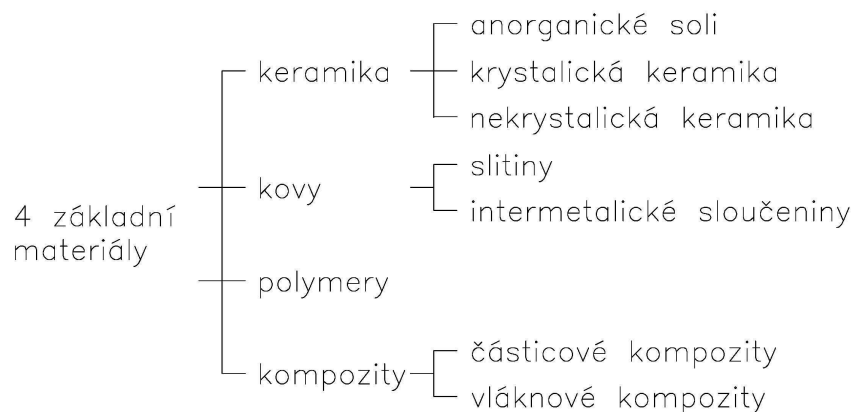 4 základní
materiály
keramika
anorganické soli
krystalická keramika
nekrystalická keramika
kovy
slitiny
intermetalické sloučeniny
polymery
kompozity
částicové kompozity
vláknové kompozity